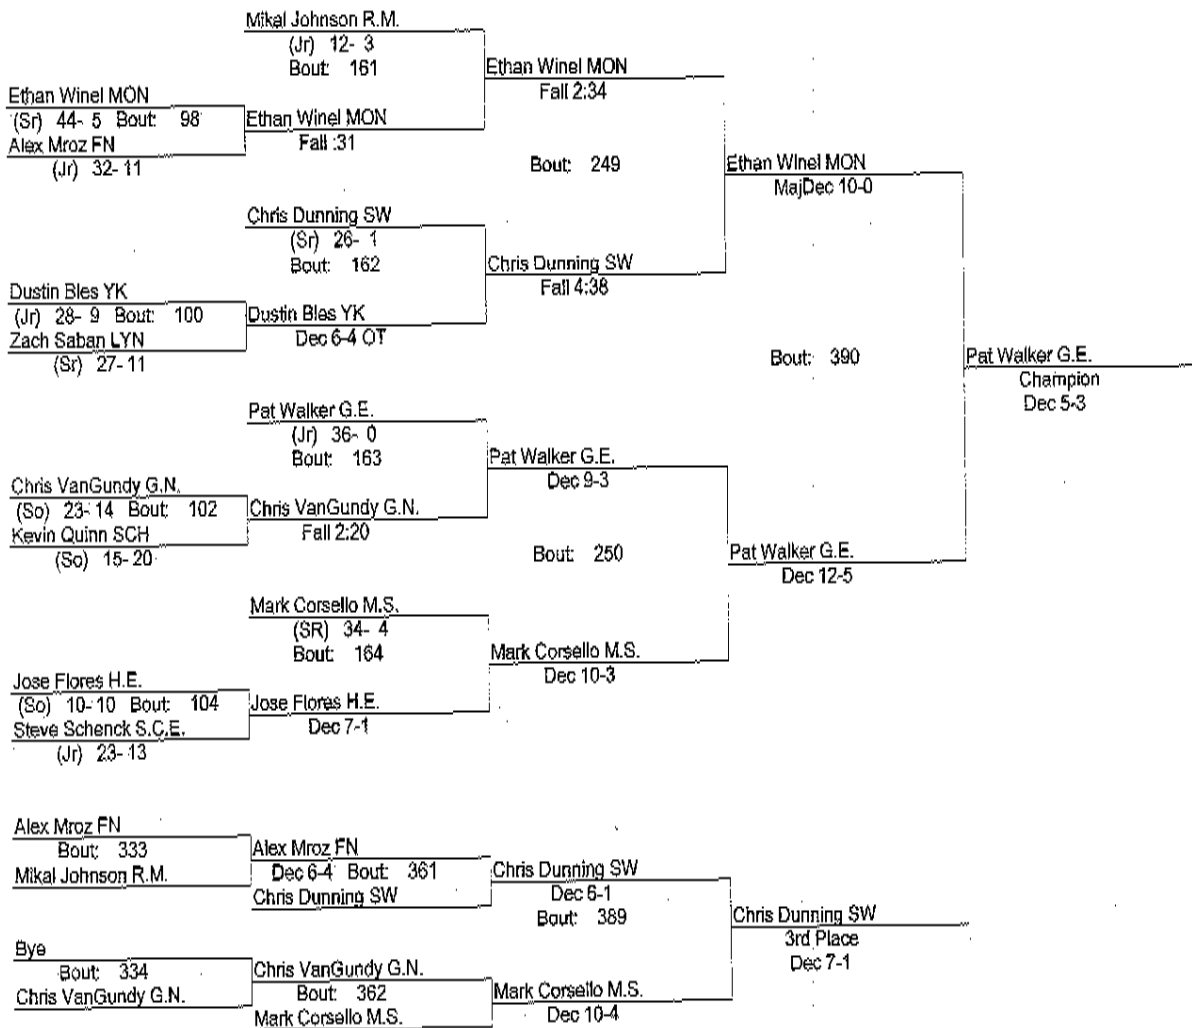 Mikal Johnson R.M.
(Jr) 12- 3
Bout: 161
Ethan Winel MON
Fall 2:34
Ethan Winel MON
(Sr) 44- 5 Bout: 98
Alex Mroz FN
(Jr) 32- 11
Ethan Winel MON
Fall :31
Bout: 249
Ethan Winel MON
MajDec 10-0
Chris Dunning SW
(Sr) 26- 1
Bout: 162
Chris Dunning SW
Fall 4:38
Dustin Bles YK
(Jr) 28- 9 Bout: 100
Zach Saban LYN
(Sr) 27- 11
Dustin Bles YK
Dec 6-4 OT
Bout: 390
Pat Walker G.E.
Champion
Dec 5-3
Pat Walker G.E.
(Jr) 36- 0
Bout: 163
Pat Walker G.E.
Dec 9-3
Chris VanGundy G.N.
(So) 23- 14 Bout: 102
Kevin Quinn SCH
(So) 15- 20
Chris VanGundy G.N.
Fall 2:20
Bout: 250
Pat Walker G.E.
Dec 12-5
Mark Corsello M.S.
(SR) 34- 4
Bout: 164
Mark Corsello M.S.
Dec 10-3
Jose Flores H.E.
(So) 10- 10 Bout: 104
Steve Schenck S.C.E.
(Jr) 23- 13
Jose Flores H.E.
Dec 7-1
Alex Mroz FN
Bout: 333
Mikal Johnson R.M.
Alex Mroz FN
Dec 6-4 Bout: 361
Chris Dunning SW
Chris Dunning SW
Dec 6-1
Bout: 389
Chris Dunning SW
3rd Place
Dec 7-1
Bye
Bout: 334
Chris VanGundy G.N.
Chris VanGundy G.N.
Bout: 362
Mark Corsello M.S.
Mark Corsello M.S.
Dec 10-4